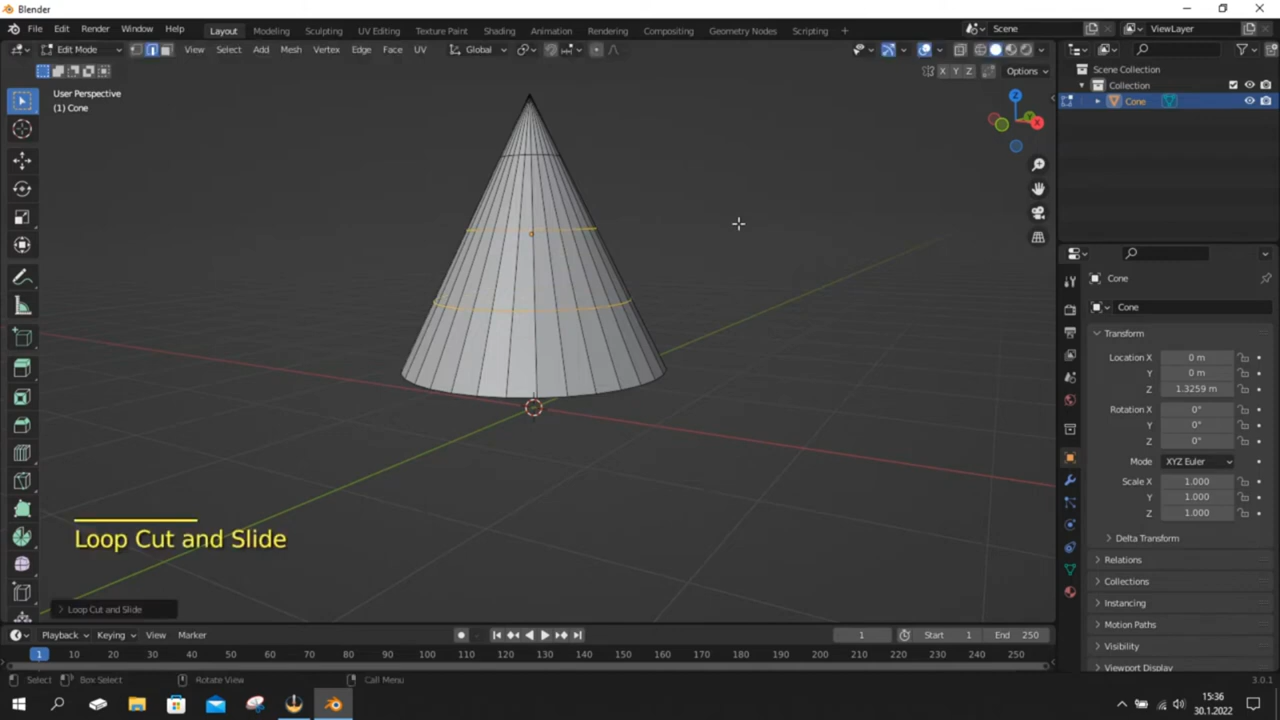 Blender
File Edit Render Window Help
Layout Modeling Sculpting UV Editing Texture Paint Shading Animation Rendering Compositing Geometry Nodes Scripting
Scene
ViewLayer
Edit Mode View Select Add Mesh Vertex Edge Face UV
Global
X Y Z
Options
User Perspective
(1) Cone
Z
Y
X
Scene Collection
Collection
Cone
Cone
Cone
Transform
Location X 0 m
Y 0 m
Z 1.3259 m
Rotation X 0°
Y 0°
Z 0°
Mode XYZ Euler
Scale X 1.000
Y 1.000
Z 1.000
Delta Transform
Relations
Collections
Instancing
Motion Paths
Visibility
Viewport Display
Loop Cut and Slide
Loop Cut and Slide
Playback Keying View Marker
1
Start 1
End 250
1 10 20 30 40 50 60 70 80 90 100 110 120 130 140 150 160 170 180 190 200 210 220 230 240 250
Select Box Select Rotate View Call Menu
3.0.1
15:36
30.1.2022